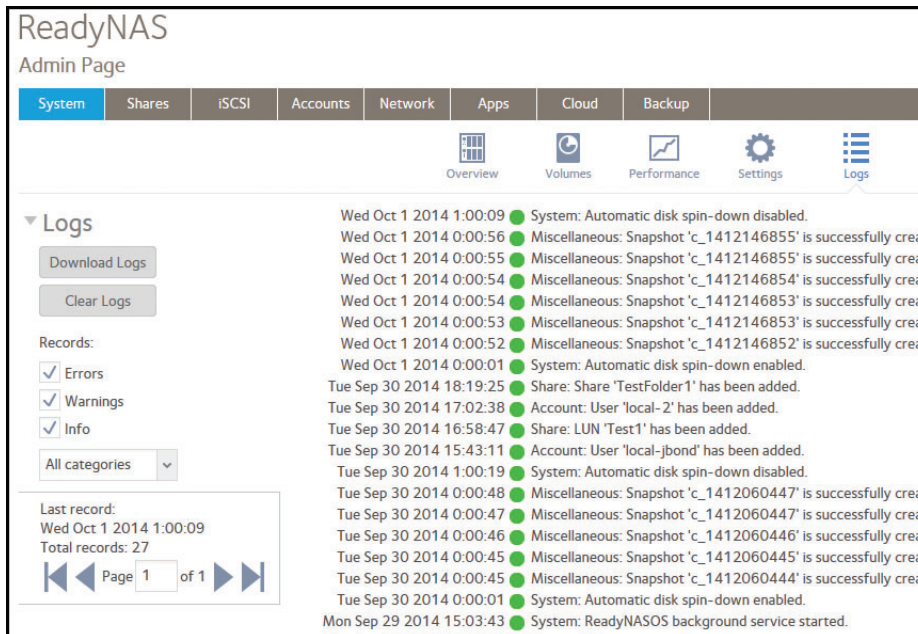 ReadyNAS
Admin Page
System Shares iSCSI Accounts Network Apps Cloud Backup
Overview Volumes Performance Settings Logs
Logs
Download Logs
Clear Logs
Records:
Errors
Warnings
Info
All categories
Last record:
Wed Oct 1 2014 1:00:09
Total records: 27
Page 1 of 1
Wed Oct 1 2014 1:00:09 System: Automatic disk spin-down disabled.
Wed Oct 1 2014 0:00:56 Miscellaneous: Snapshot 'c_1412146855' is successfully crea
Wed Oct 1 2014 0:00:55 Miscellaneous: Snapshot 'c_1412146855' is successfully crea
Wed Oct 1 2014 0:00:54 Miscellaneous: Snapshot 'c_1412146854' is successfully crea
Wed Oct 1 2014 0:00:54 Miscellaneous: Snapshot 'c_1412146853' is successfully crea
Wed Oct 1 2014 0:00:53 Miscellaneous: Snapshot 'c_1412146853' is successfully crea
Wed Oct 1 2014 0:00:52 Miscellaneous: Snapshot 'c_1412146852' is successfully crea
Wed Oct 1 2014 0:00:01 System: Automatic disk spin-down enabled.
Tue Sep 30 2014 18:19:25 Share: Share 'TestFolder1' has been added.
Tue Sep 30 2014 17:02:38 Account: User 'local-2' has been added.
Tue Sep 30 2014 16:58:47 Share: LUN 'Test1' has been added.
Tue Sep 30 2014 15:43:11 Account: User 'local-jbond' has been added.
Tue Sep 30 2014 1:00:19 System: Automatic disk spin-down disabled.
Tue Sep 30 2014 0:00:48 Miscellaneous: Snapshot 'c_1412060447' is successfully crea
Tue Sep 30 2014 0:00:47 Miscellaneous: Snapshot 'c_1412060447' is successfully crea
Tue Sep 30 2014 0:00:46 Miscellaneous: Snapshot 'c_1412060446' is successfully crea
Tue Sep 30 2014 0:00:45 Miscellaneous: Snapshot 'c_1412060445' is successfully crea
Tue Sep 30 2014 0:00:45 Miscellaneous: Snapshot 'c_1412060444' is successfully crea
Tue Sep 30 2014 0:00:01 System: Automatic disk spin-down enabled.
Mon Sep 29 2014 15:03:43 System: ReadyNASOS background service started.